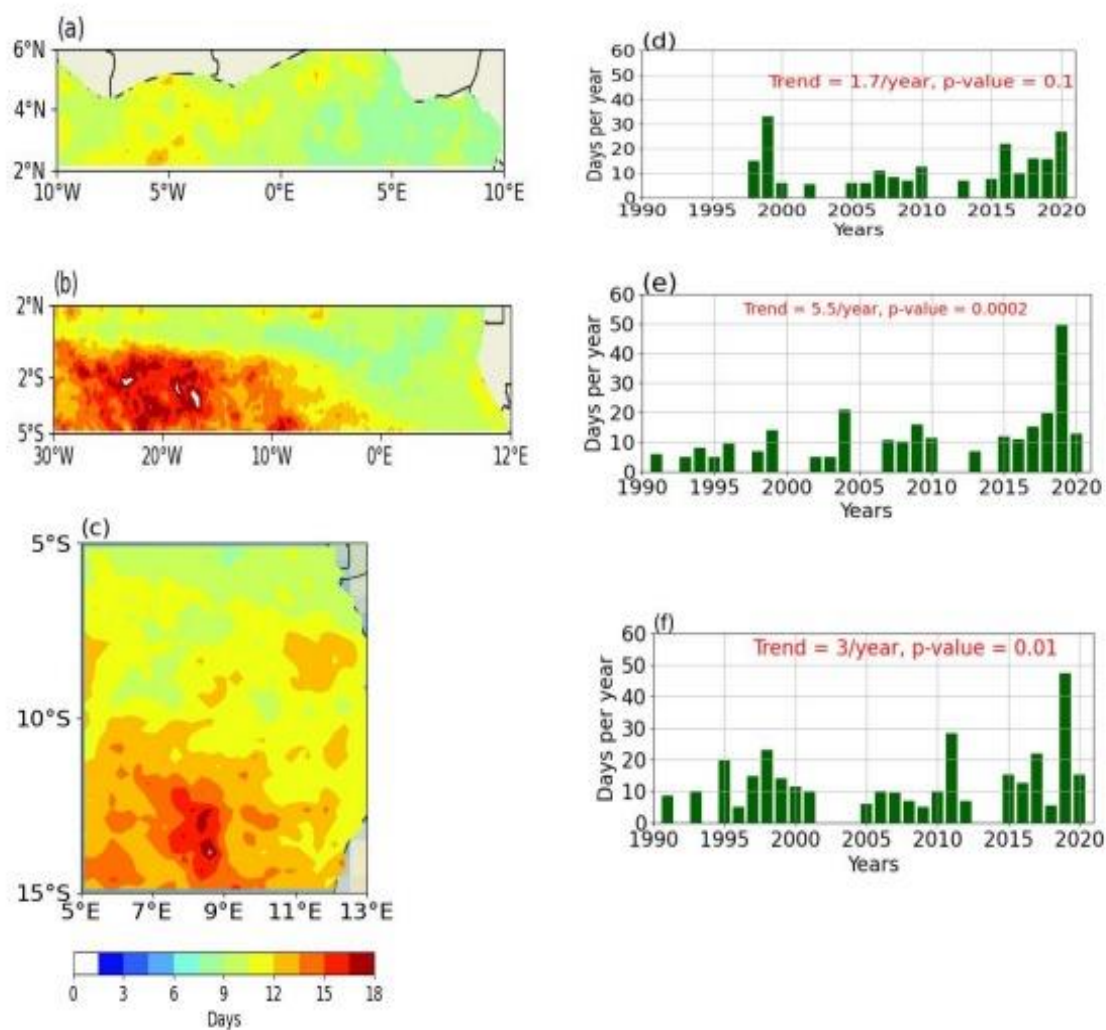 (a)
6°N
4°N
2°N
10°W 5°W 0°E 5°E 10°E
(d)
Trend = 1.7/year, p-value = 0.1
Days per year
60
50
40
30
20
10
0
1990 1995 2000 2005 2010 2015 2020
Years
(b)
2°N
2°S
5°S
30°W 20°W 10°W 0°E 12°E
(e)
Trend = 5.5/year, p-value = 0.0002
Days per year
60
50
40
30
20
10
0
1990 1995 2000 2005 2010 2015 2020
Years
(c)
5°S
10°S
15°S
5°E 7°E 9°E 11°E 13°E
(f)
Trend = 3/year, p-value = 0.01
Days per year
60
50
40
30
20
10
0
1990 1995 2000 2005 2010 2015 2020
Years
0 3 6 9 12 15 18
Days